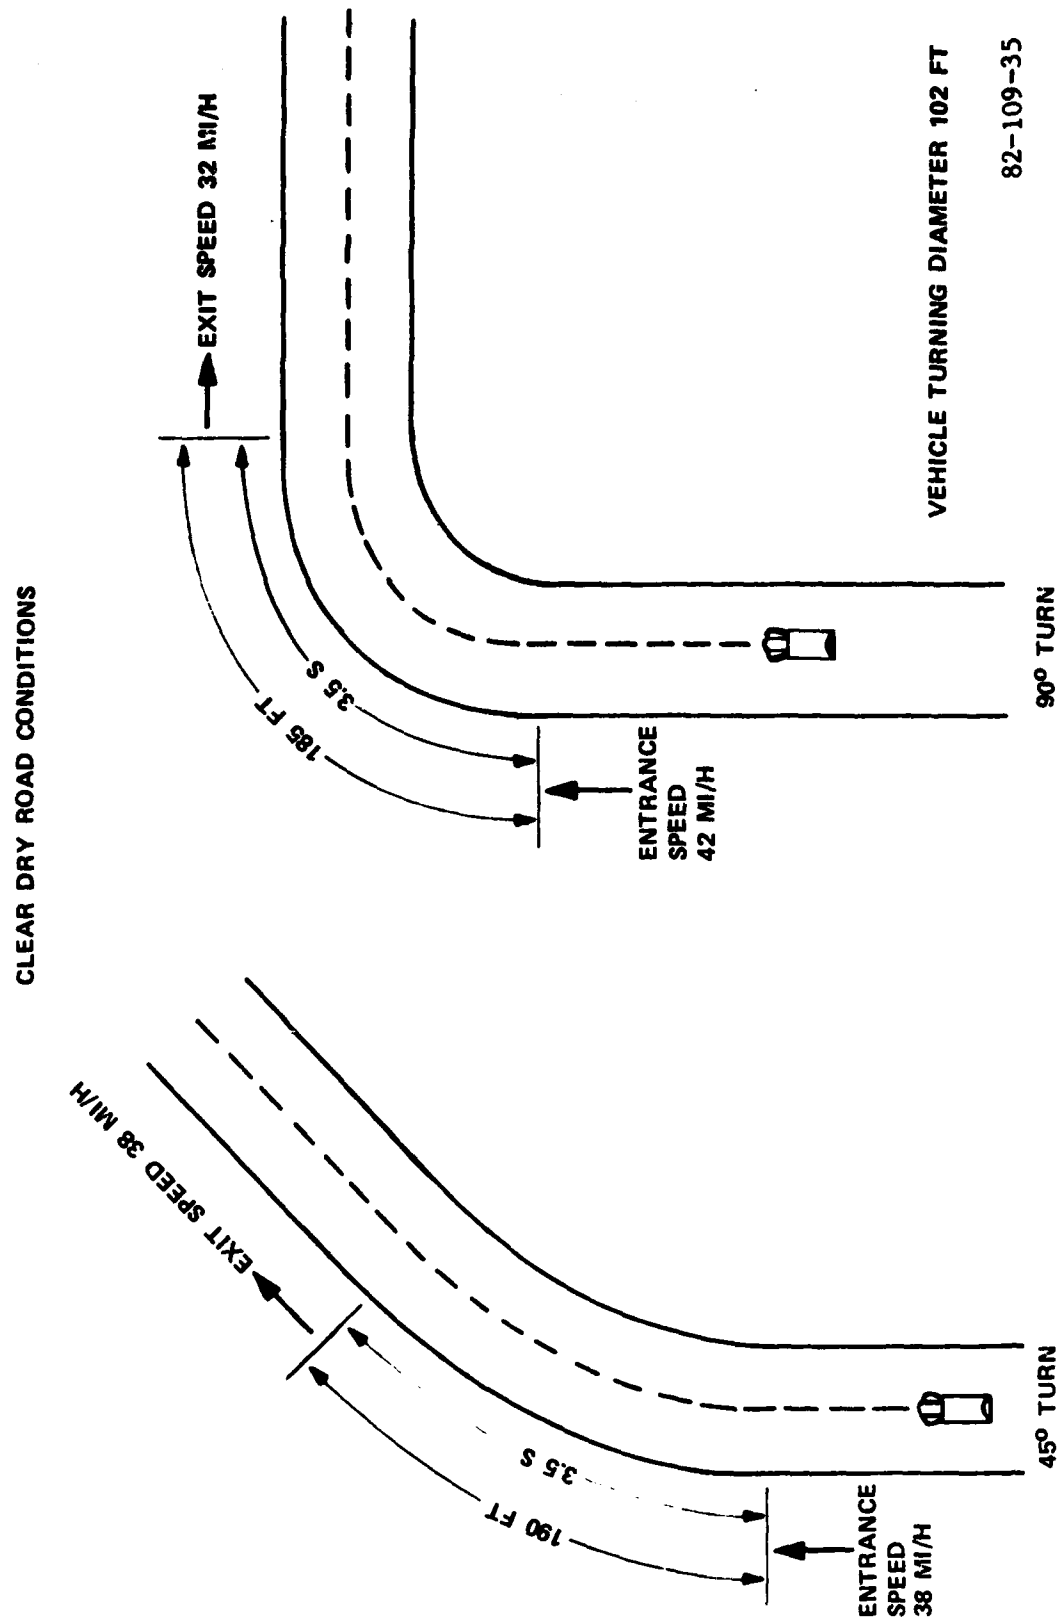 CLEAR DRY ROAD CONDITIONS
EXIT SPEED 38 MI/H
190 FT
3.5 S
ENTRANCE
SPEED
38 MI/H
45° TURN
EXIT SPEED 32 MI/H
185 FT
3.5 S
ENTRANCE
SPEED
42 MI/H
90° TURN
VEHICLE TURNING DIAMETER 102 FT
82-109-35